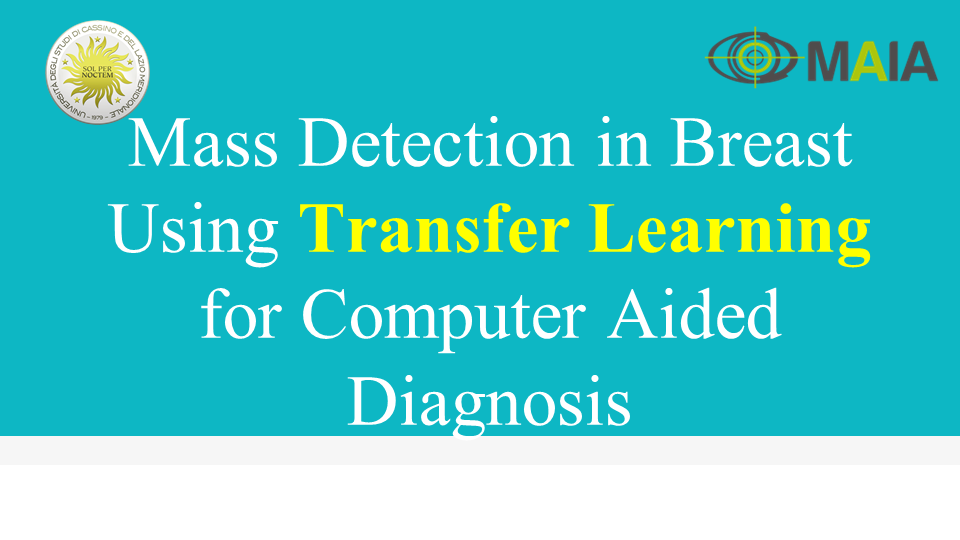 UNIVERSITÀ DEGLI STUDI DI CASSINO E DEL LAZIO MERIDIONALE
SOL PER
NOCTEM
- 1979 -
MAIA
Mass Detection in Breast
Using Transfer Learning
for Computer Aided
Diagnosis